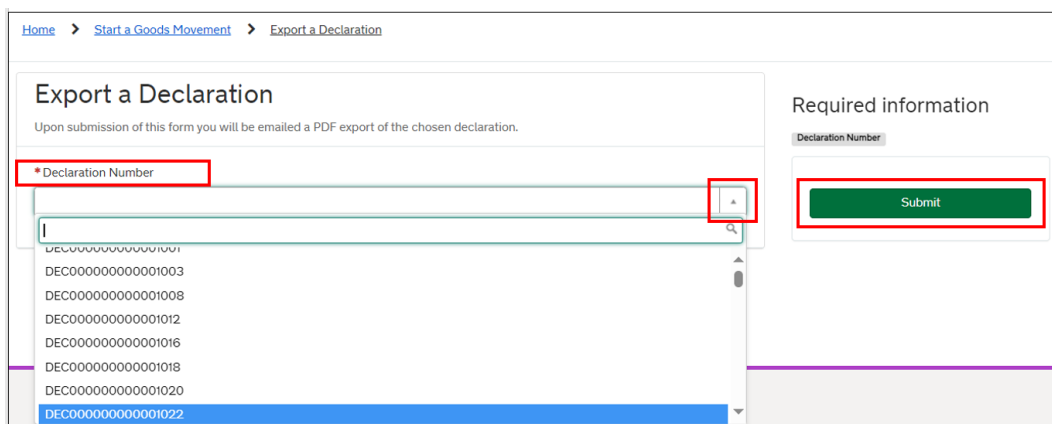 Home > Start a Goods Movement > Export a Declaration
Export a Declaration
Upon submission of this form you will be emailed a PDF export of the chosen declaration.
*Declaration Number
DEC000000000001001
DEC000000000001003
DEC000000000001008
DEC000000000001012
DEC000000000001016
DEC000000000001018
DEC000000000001020
DEC000000000001022
Required information
Declaration Number
Submit